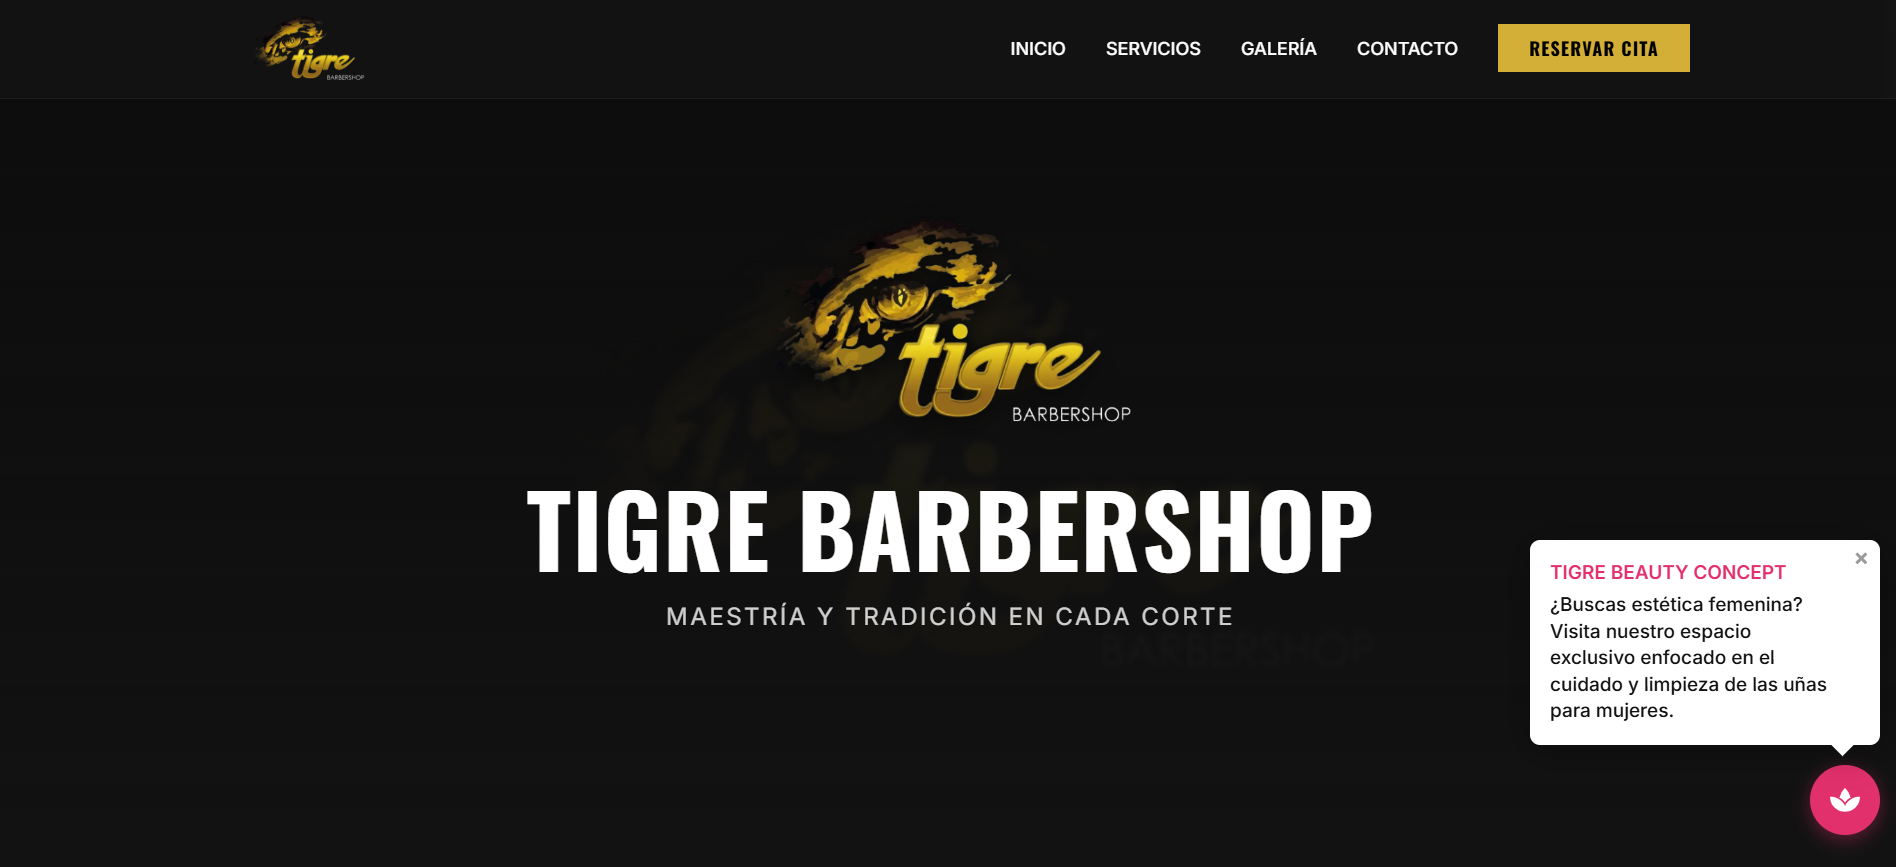 tigre
BARBERSHOP
INICIO
SERVICIOS
GALERÍA
CONTACTO
RESERVAR CITA
tigre
BARBERSHOP
TIGRE BARBERSHOP
MAESTRÍA Y TRADICIÓN EN CADA CORTE
BARBERSHOP
TIGRE BEAUTY CONCEPT
¿Buscas estética femenina?
Visita nuestro espacio
exclusivo enfocado en el
cuidado y limpieza de las uñas
para mujeres.